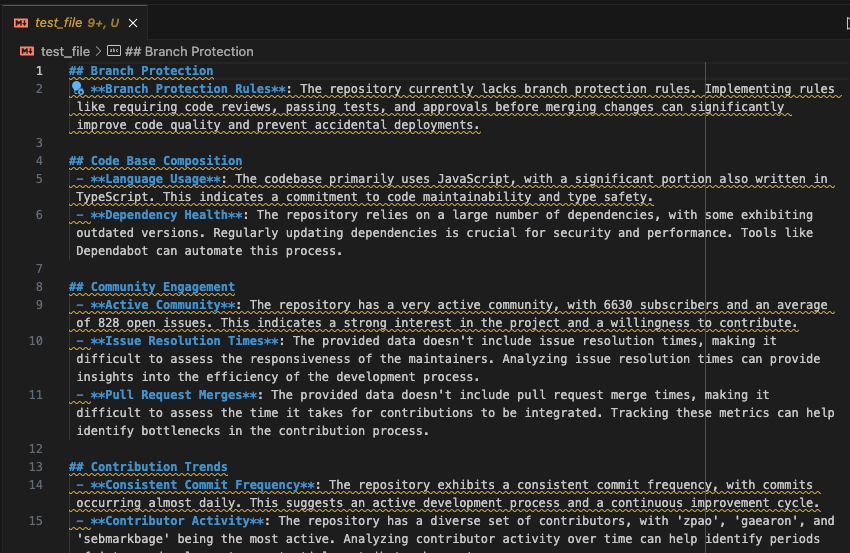 test_file 9+, U
test_file > ## Branch Protection
1 ## Branch Protection
2 - **Branch Protection Rules**: The repository currently lacks branch protection rules. Implementing rules
like requiring code reviews, passing tests, and approvals before merging changes can significantly
improve code quality and prevent accidental deployments.
3
4 ## Code Base Composition
5 - **Language Usage**: The codebase primarily uses JavaScript, with a significant portion also written in
TypeScript. This indicates a commitment to code maintainability and type safety.
6 - **Dependency Health**: The repository relies on a large number of dependencies, with some exhibiting
outdated versions. Regularly updating dependencies is crucial for security and performance. Tools like
Dependabot can automate this process.
7
8 ## Community Engagement
9 - **Active Community**: The repository has a very active community, with 6630 subscribers and an average
of 828 open issues. This indicates a strong interest in the project and a willingness to contribute.
10 - **Issue Resolution Times**: The provided data doesn't include issue resolution times, making it
difficult to assess the responsiveness of the maintainers. Analyzing issue resolution times can provide
insights into the efficiency of the development process.
11 - **Pull Request Merges**: The provided data doesn't include pull request merge times, making it
difficult to assess the time it takes for contributions to be integrated. Tracking these metrics can help
identify bottlenecks in the contribution process.
12
13 ## Contribution Trends
14 - **Consistent Commit Frequency**: The repository exhibits a consistent commit frequency, with commits
occurring almost daily. This suggests an active development process and a continuous improvement cycle.
15 - **Contributor Activity**: The repository has a diverse set of contributors, with 'zpao', 'gaearon', and
'sebmarkbage' being the most active. Analyzing contributor activity over time can help identify periods